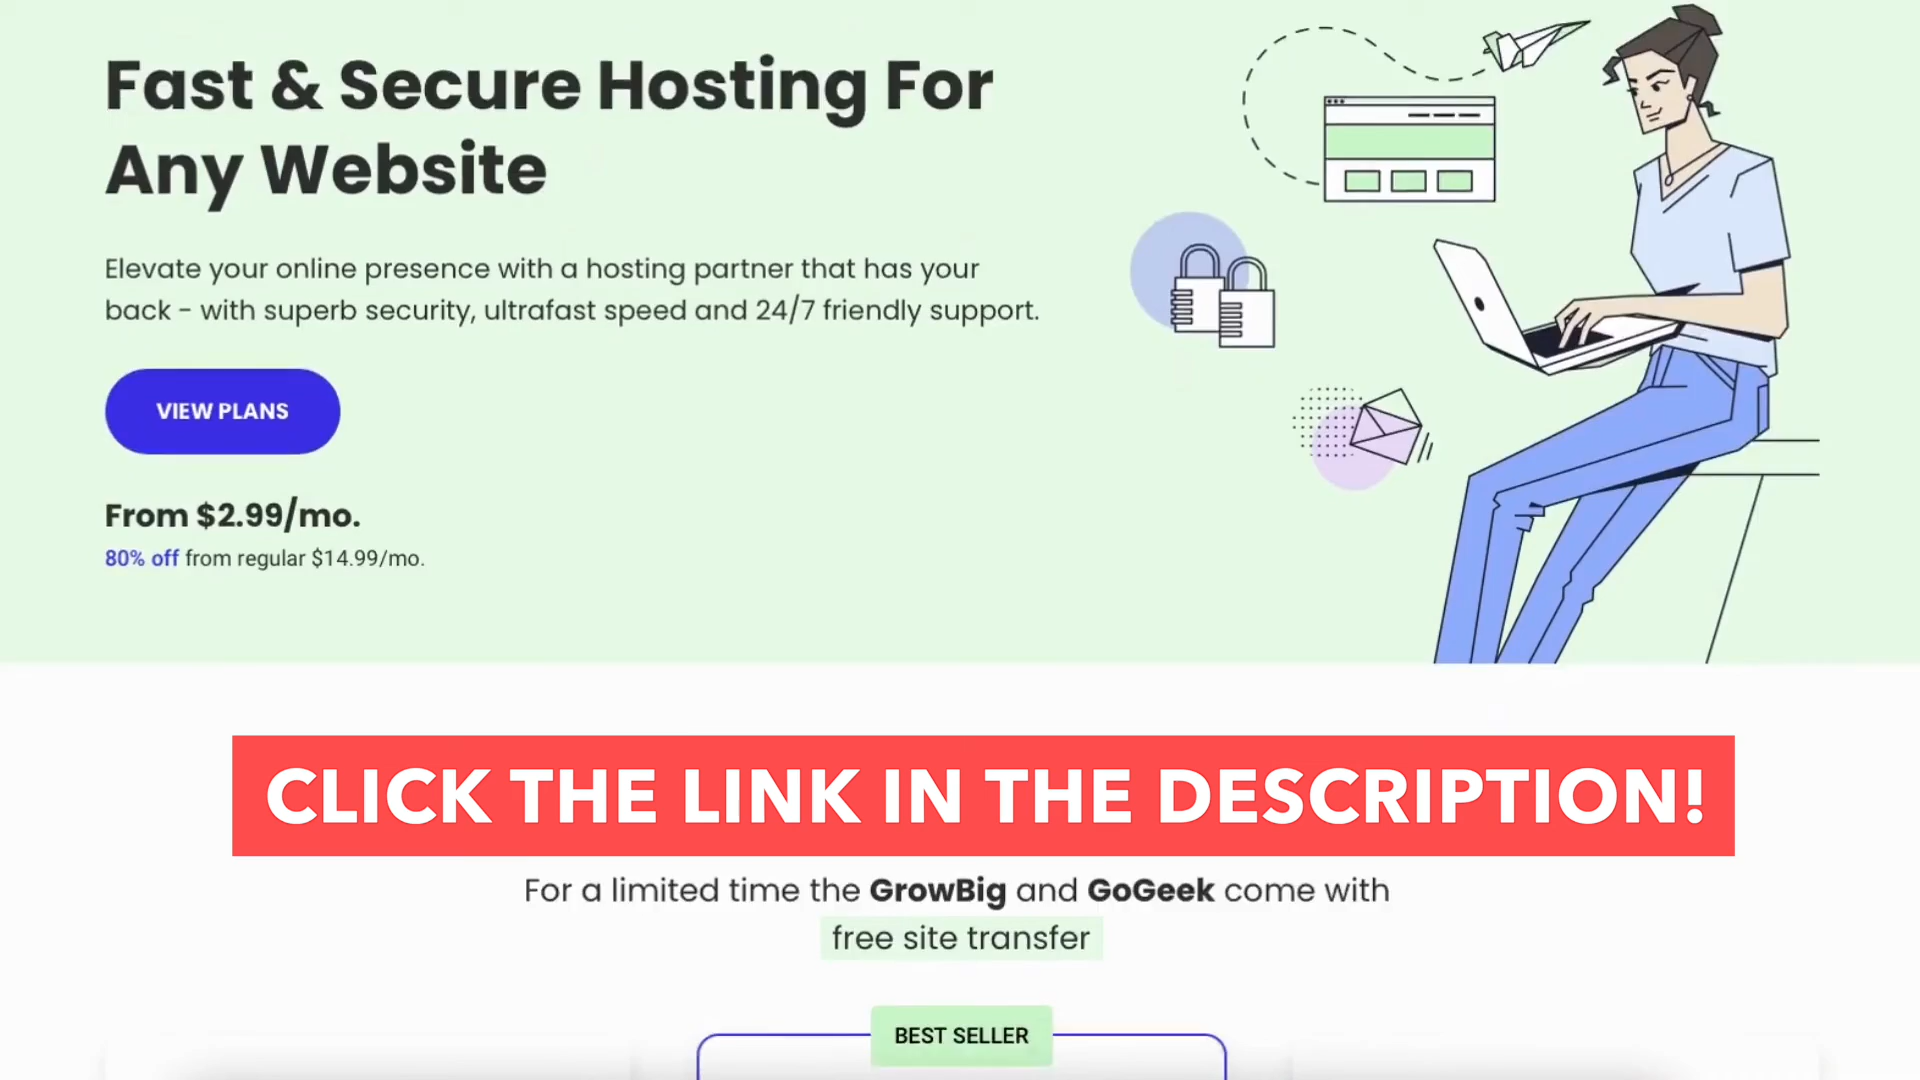 Fast & Secure Hosting For
Any Website
Elevate your online presence with a hosting partner that has your
back - with superb security, ultrafast speed and 24/7 friendly support.
VIEW PLANS
From $2.99/mo.
80% off from regular $14.99/mo.
CLICK THE LINK IN THE DESCRIPTION!
For a limited time the GrowBig and GoGeek come with
free site transfer
BEST SELLER